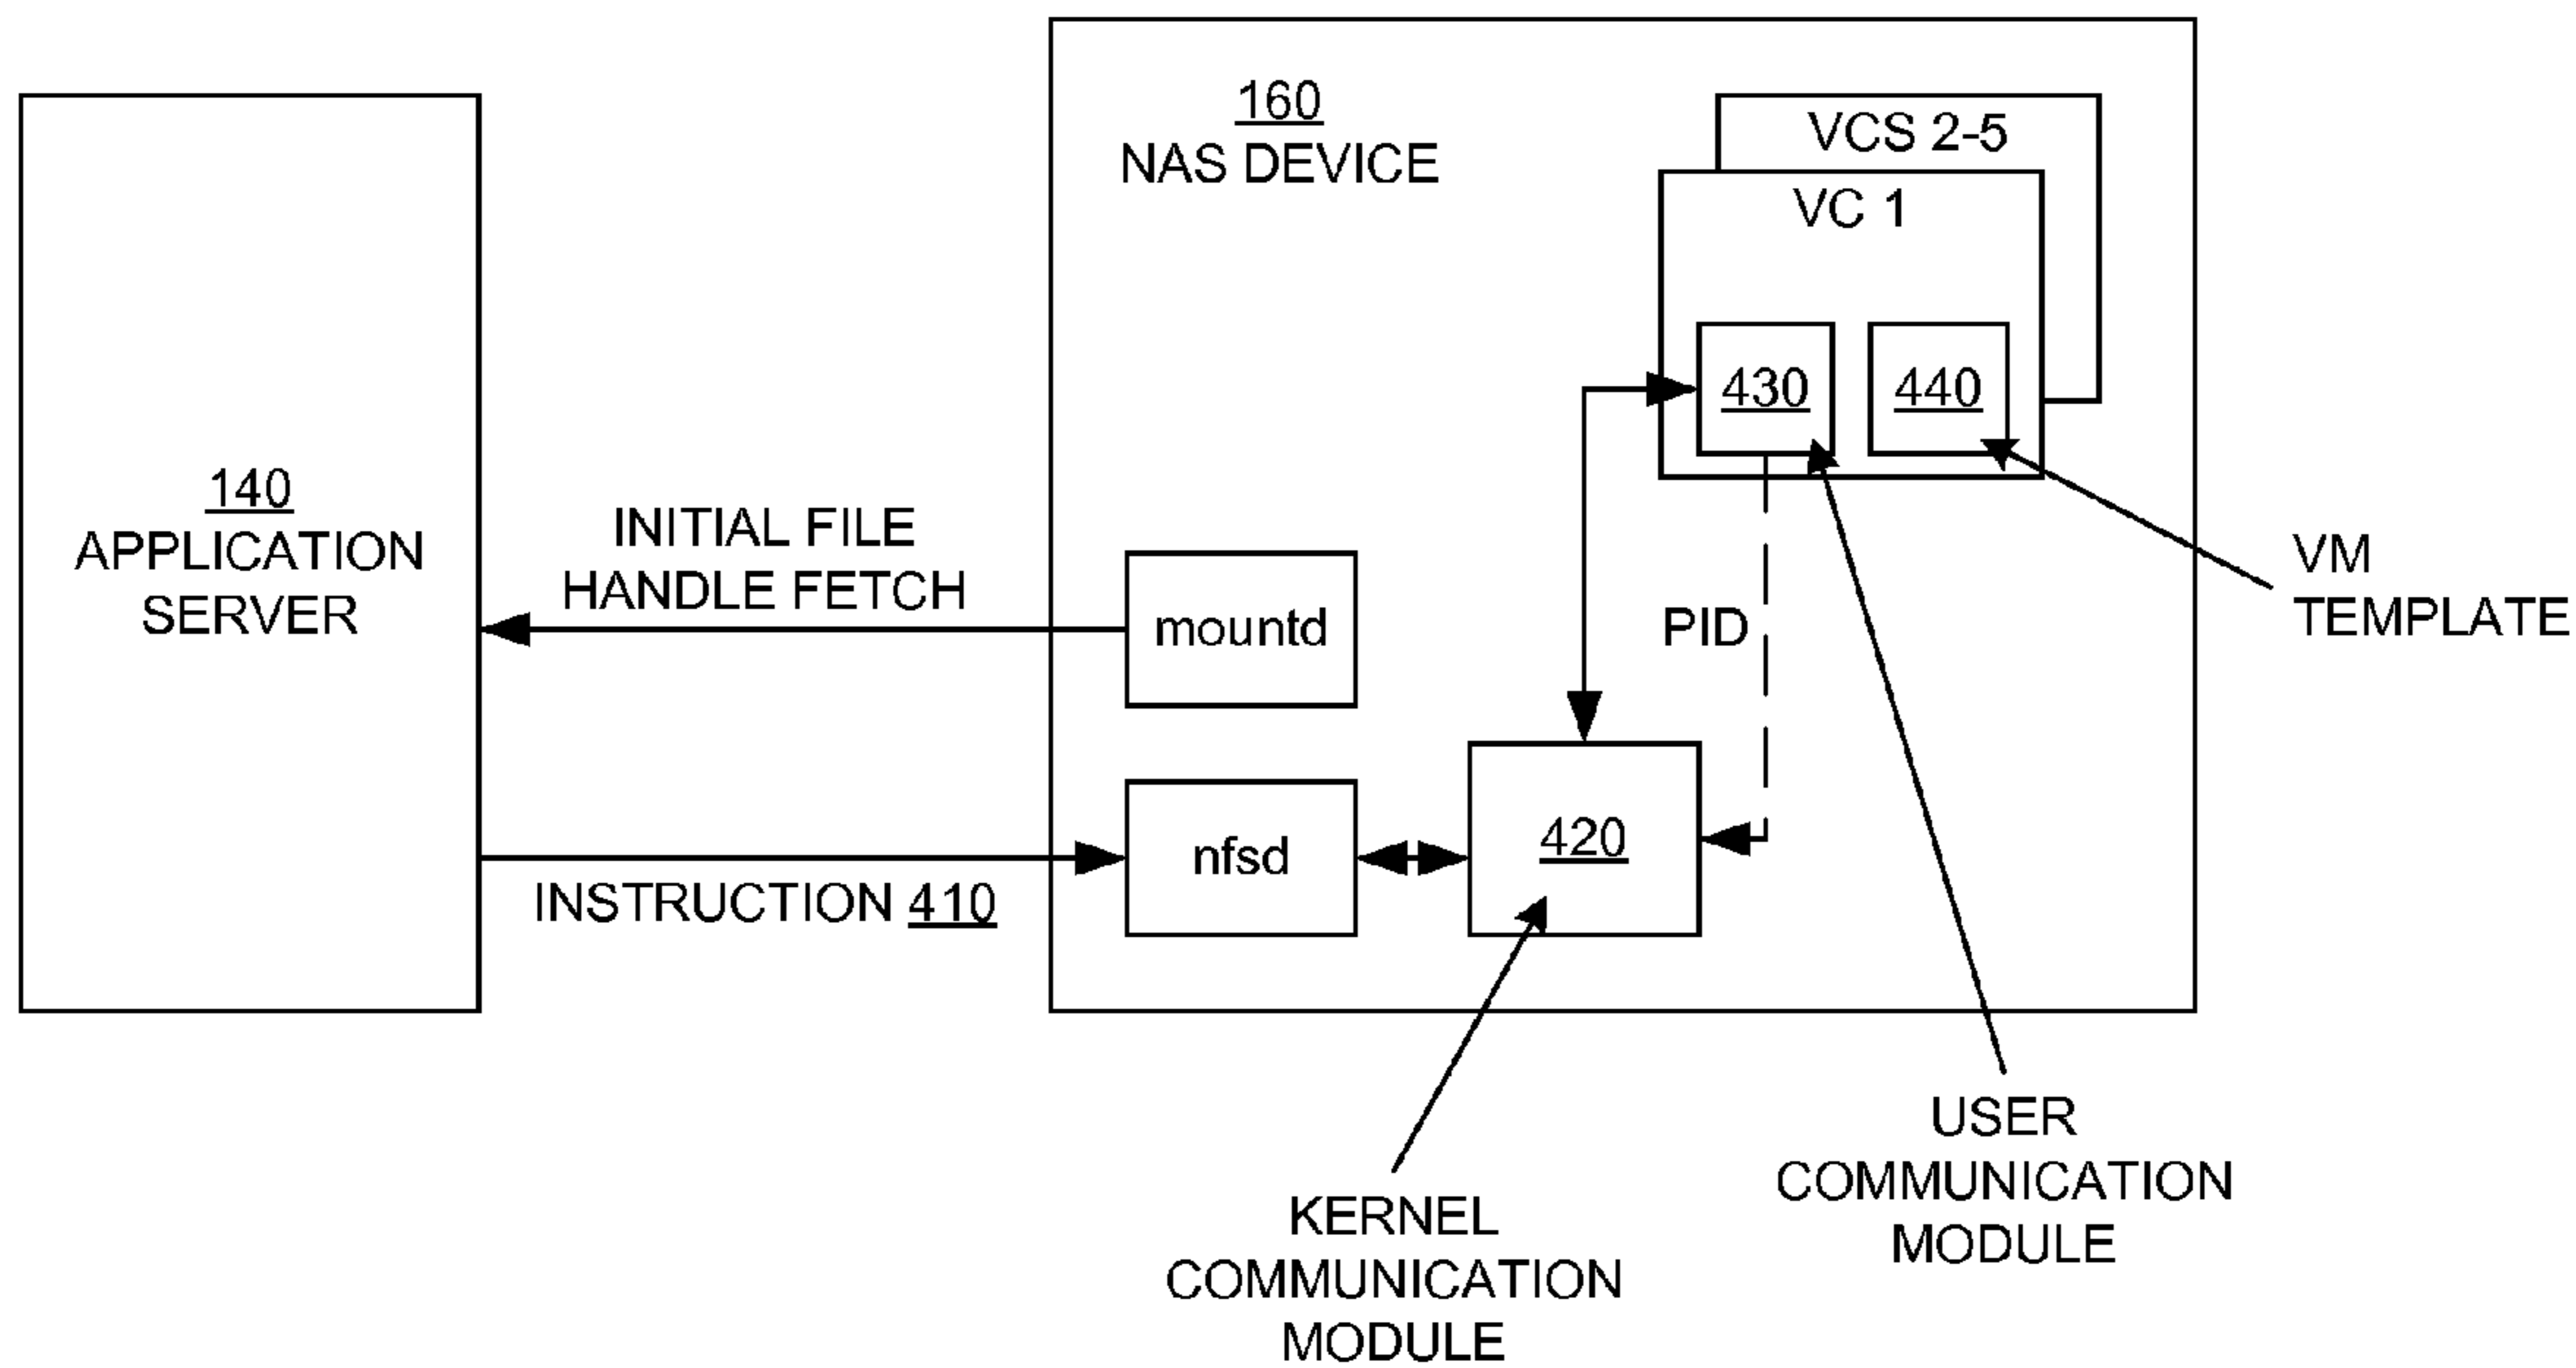 160
NAS DEVICE
VCS 2-5
VC 1
430
440
140
APPLICATION
SERVER
INITIAL FILE
HANDLE FETCH
mountd
PID
VM
TEMPLATE
nfsd
420
INSTRUCTION 410
USER
COMMUNICATION
MODULE
KERNEL
COMMUNICATION
MODULE